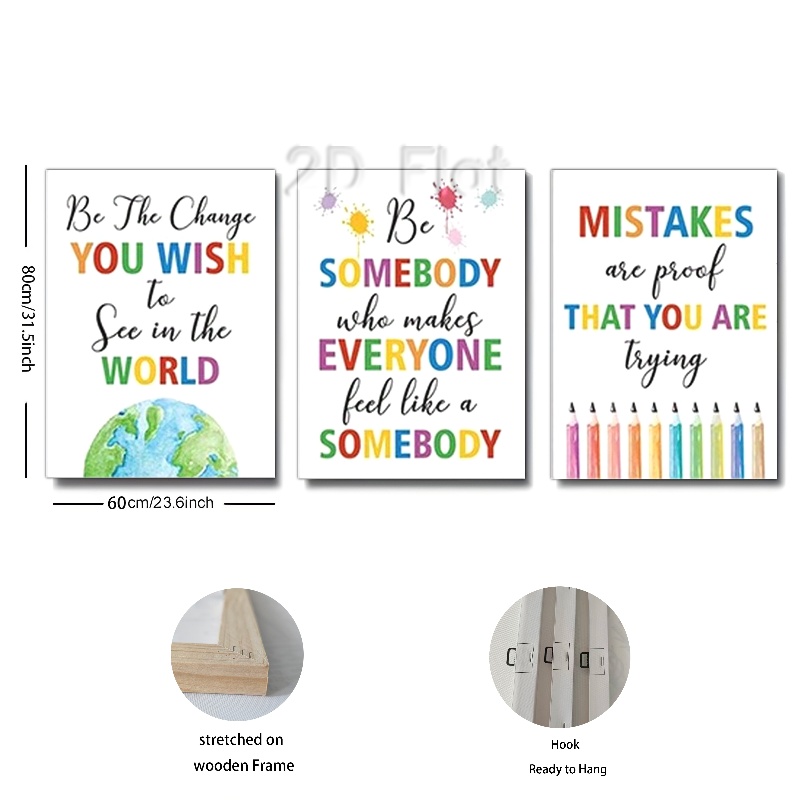 2D Flat
80cm/31.5inch
Be The Change
YOU WISH
to
See in the
WORLD
Be
SOMEBODY
who makes
EVERYONE
feel like a
SOMEBODY
MISTAKES
are proof
THAT YOU ARE
trying
60cm/23.6inch
stretched on
wooden Frame
Hook
Ready to Hang